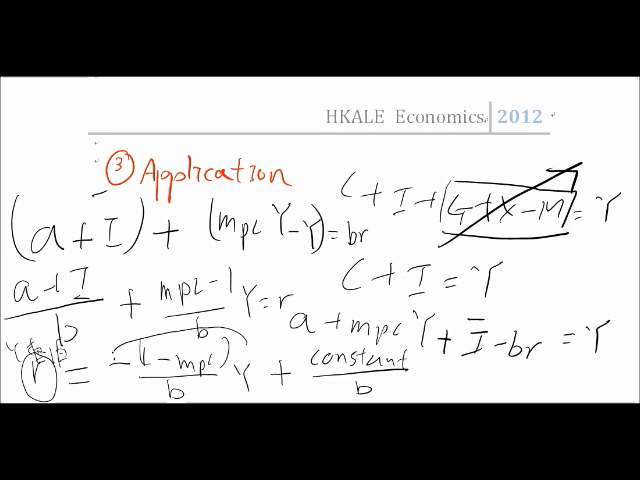 HKALE Economics. 2012
③ Application
C + I + (G + X - M) = Y
(a + I̅) + (mpc Y - Y) = br
C + I = Y
a + I / b + mpc - 1 / b Y = r
a + mpc Y + I̅ - br = Y
r = -(1 - mpc) / b Y + constant / b